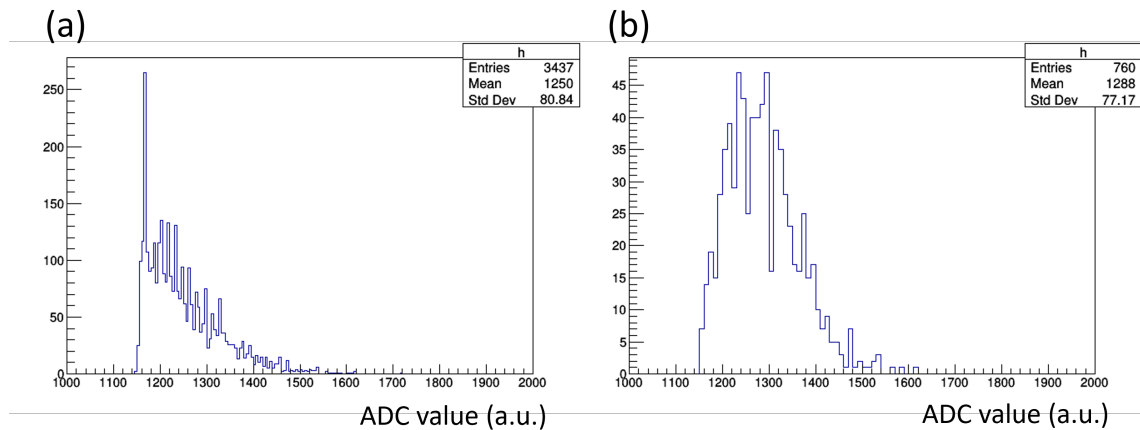 (a)
h
Entries 3437
Mean 1250
Std Dev 80.84
250
200
150
100
50
0
1000 1100 1200 1300 1400 1500 1600 1700 1800 1900 2000
ADC value (a.u.)
(b)
h
Entries 760
Mean 1288
Std Dev 77.17
45
40
35
30
25
20
15
10
5
0
1000 1100 1200 1300 1400 1500 1600 1700 1800 1900 2000
ADC value (a.u.)